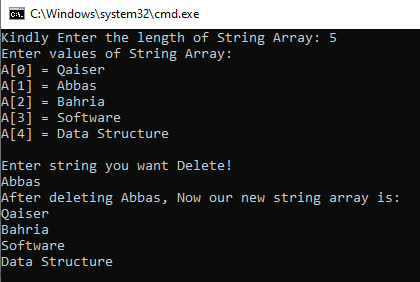 C:\Windows\system32\cmd.exe
Kindly Enter the length of String Array: 5
Enter values of String Array:
A[0] = Qaiser
A[1] = Abbas
A[2] = Bahria
A[3] = Software
A[4] = Data Structure
Enter string you want Delete!
Abbas
After deleting Abbas, Now our new string array is:
Qaiser
Bahria
Software
Data Structure